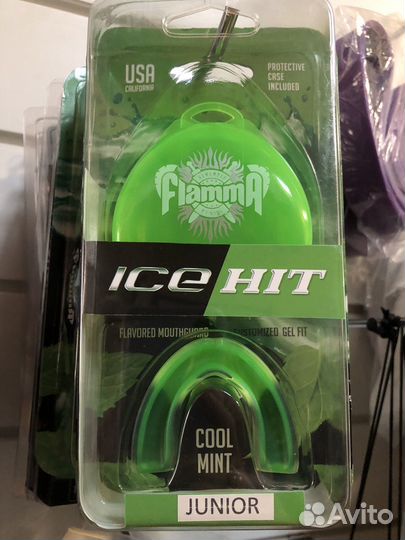 USA
CALIFORNIA
PROTECTIVE
CASE
INCLUDED
FlammA
ICE HIT
FLAVORED MOUTHGUARD
CUSTOMIZED GEL FIT
COOL
MINT
JUNIOR
Avito